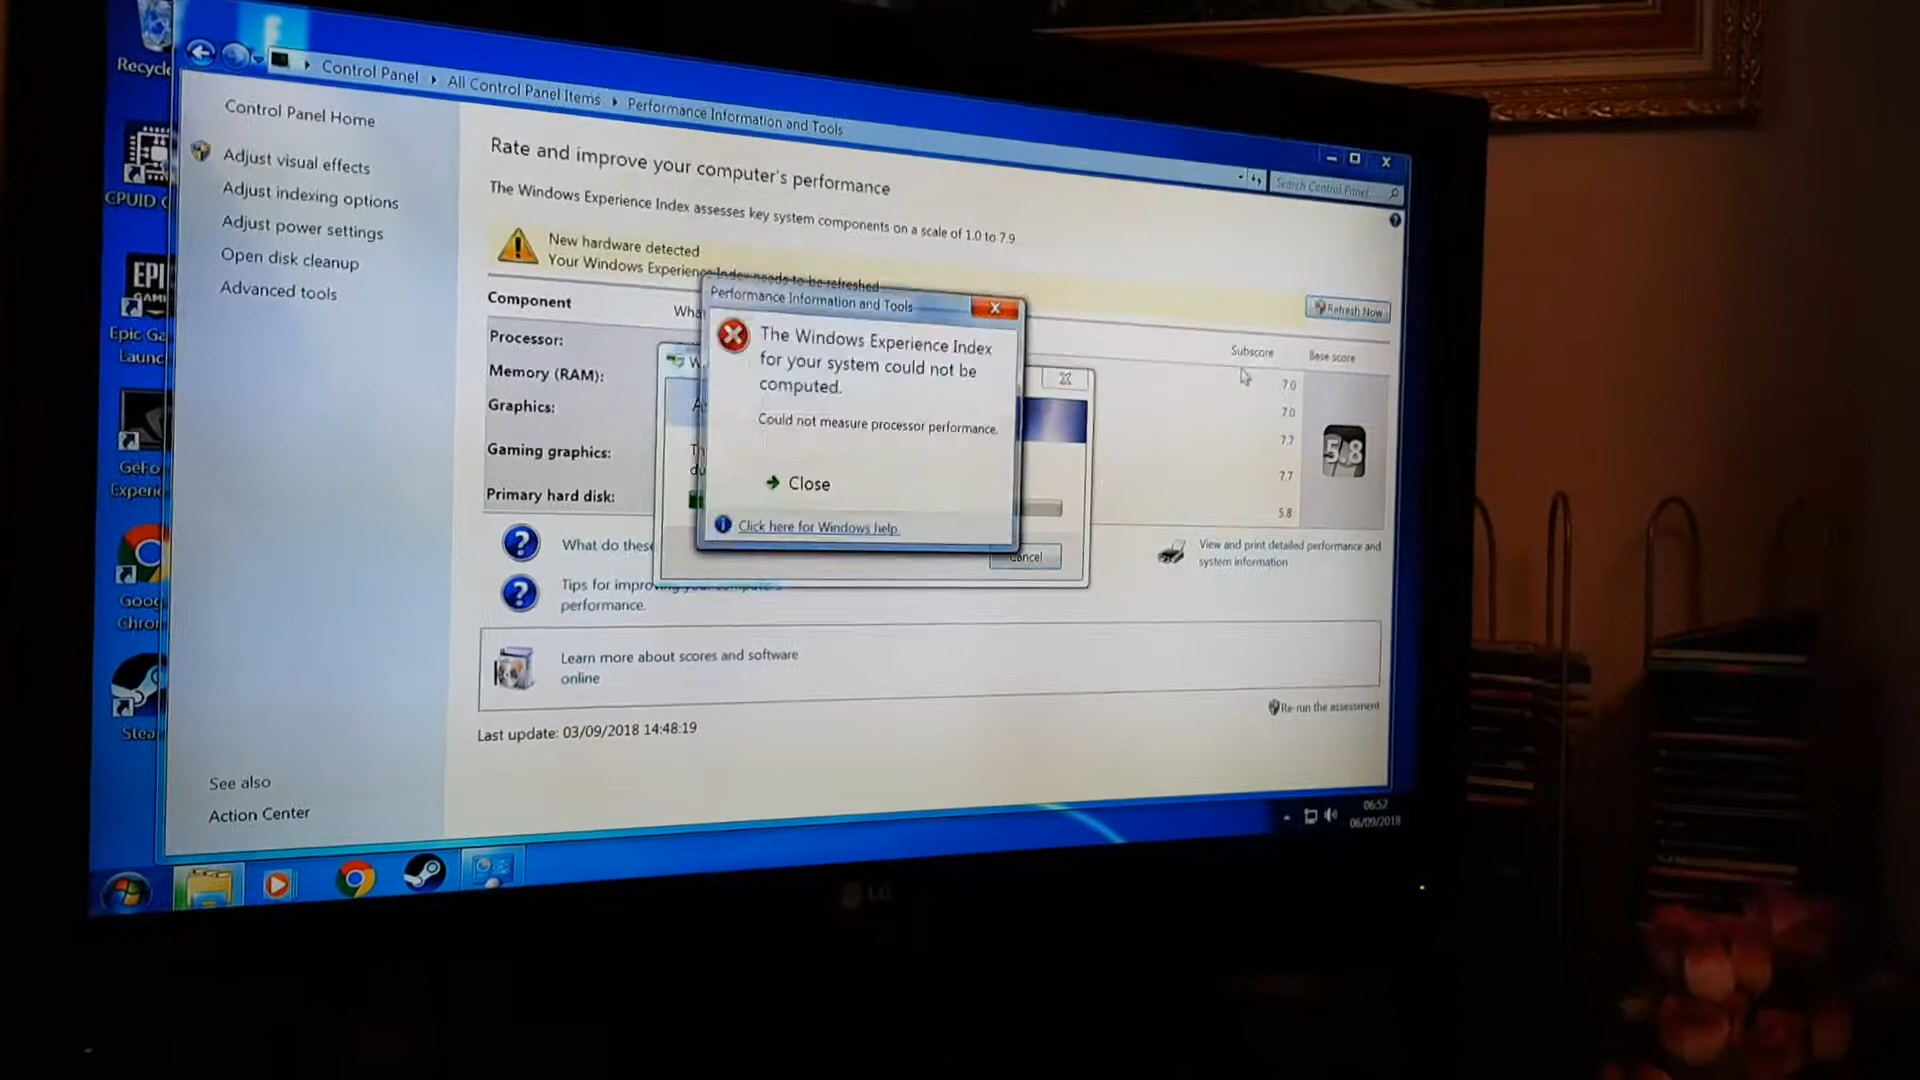 Recycle
Control Panel
All Control Panel Items
Performance Information and Tools
Search Control Panel
Control Panel Home
Adjust visual effects
Adjust indexing options
Adjust power settings
Open disk cleanup
Advanced tools
See also
Action Center
Rate and improve your computer's performance
The Windows Experience Index assesses key system components on a scale of 1.0 to 7.9
New hardware detected
Your Windows Experience Index needs to be refreshed
Refresh Now
Component
Wha
Subscore
Base score
Processor:
7.0
Memory (RAM):
7.0
Graphics:
7.7
Gaming graphics:
7.7
Primary hard disk:
5.8
5.8
Performance Information and Tools
The Windows Experience Index
for your system could not be
computed.
Could not measure processor performance.
Close
Click here for Windows help.
W
A
Th
du
Cancel
What do these
Tips for improving your computer's
performance.
View and print detailed performance and
system information
Learn more about scores and software
online
Last update: 03/09/2018 14:48:19
Re-run the assessment
CPUID
EPI
GAM
Epic Ga
Launc
GeFo
Experie
Goog
Chro
Stea
06:52
06/09/2018
LG